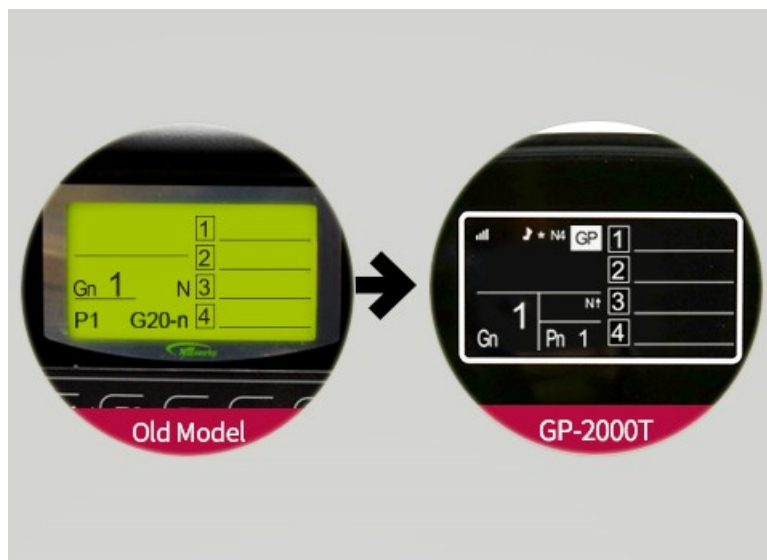 1
2
Gn 1 N 3
P1 G20-n 4
Old Model
N4 GP 1
2
1 N↑ 3
Gn Pn 1 4
GP-2000T